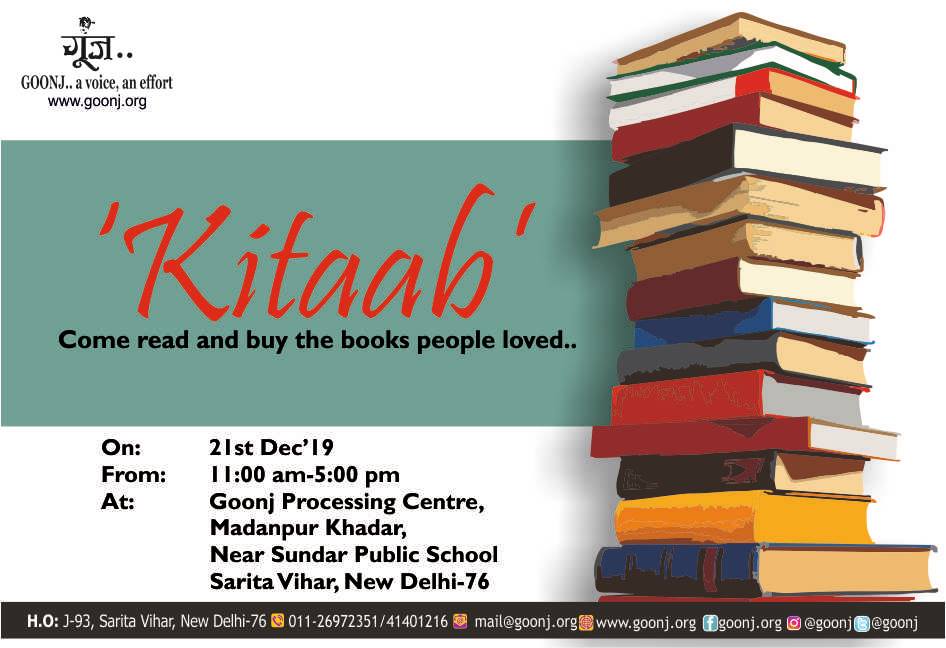 गूंज..
GOONJ.. a voice, an effort
www.goonj.org
'Kitaab'
Come read and buy the books people loved..
On: 21st Dec'19
From: 11:00 am-5:00 pm
At: Goonj Processing Centre,
Madanpur Khadar,
Near Sundar Public School
Sarita Vihar, New Delhi-76
H.O: J-93, Sarita Vihar, New Delhi-76 011-26972351/41401216 mail@goonj.org www.goonj.org goonj.org @goonj @goonj